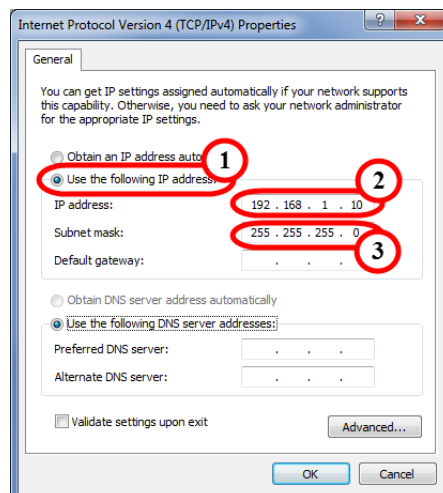 Internet Protocol Version 4 (TCP/IPv4) Properties
?
General
You can get IP settings assigned automatically if your network supports
this capability. Otherwise, you need to ask your network administrator
for the appropriate IP settings.
Obtain an IP address
1
Use the following IP address:
2
IP address: 192 . 168 . 1 . 10
Subnet mask: 255 . 255 . 255 . 0
3
Default gateway: . . .
Obtain DNS server address automatically
Use the following DNS server addresses:
Preferred DNS server: . . .
Alternate DNS server: . . .
Validate settings upon exit
Advanced...
OK Cancel